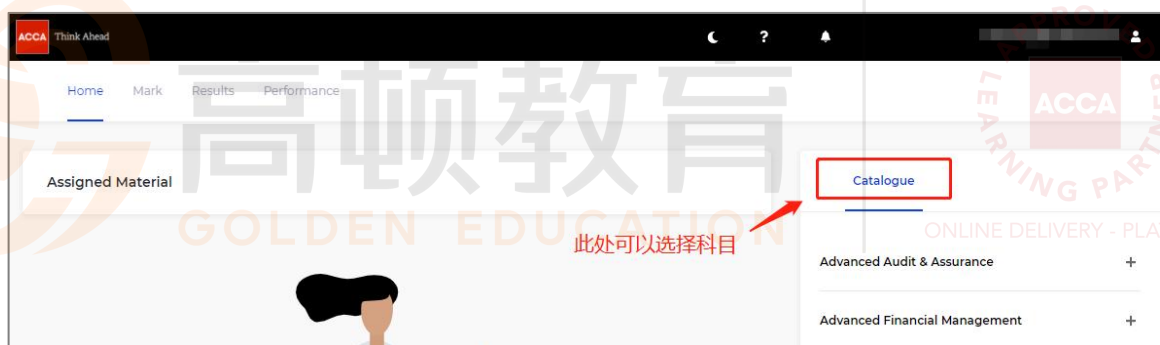 ACCA Think Ahead
?
Home Mark Results Performance
高顿教育
GOLDEN EDUCATION
Assigned Material
Catalogue
此处可以选择科目
Advanced Audit & Assurance +
Advanced Financial Management +
APPROVED
LEARNING PARTNER
ACCA
ONLINE DELIVERY - PLA